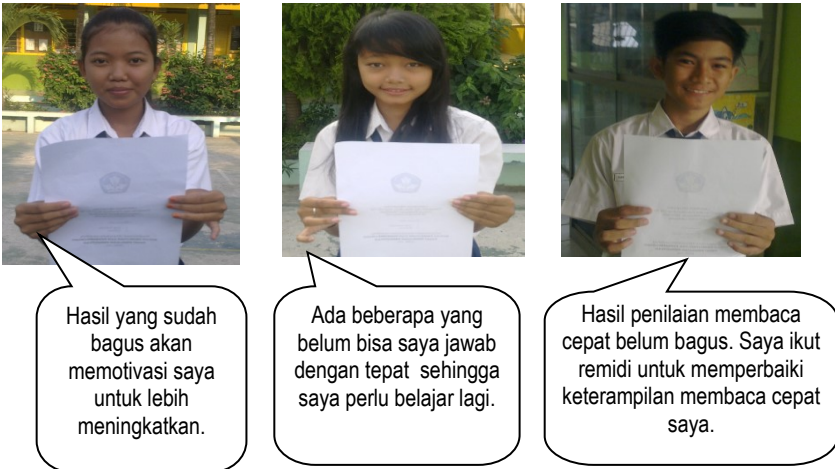 Hasil yang sudah
bagus akan
memotivasi saya
untuk lebih
meningkatkan.
Ada beberapa yang
belum bisa saya jawab
dengan tepat sehingga
saya perlu belajar lagi.
Hasil penilaian membaca
cepat belum bagus. Saya ikut
remidi untuk memperbaiki
keterampilan membaca cepat
saya.